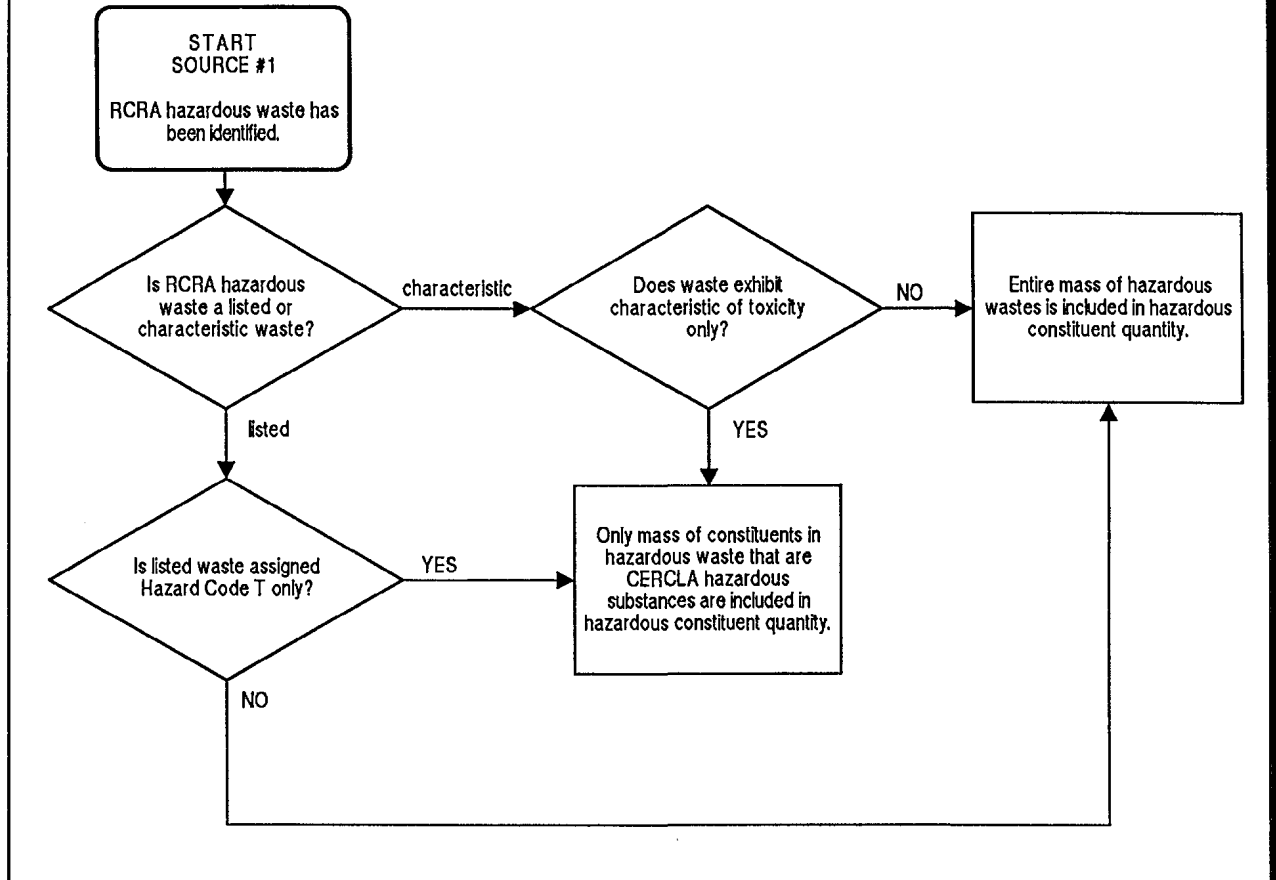 START
SOURCE #1
RCRA hazardous waste has
been identified.
Is RCRA hazardous
waste a listed or
characteristic waste?
characteristic
Does waste exhibit
characteristic of toxicity
only?
NO
Entire mass of hazardous
wastes is included in hazardous
constituent quantity.
listed
YES
Is listed waste assigned
Hazard Code T only?
YES
Only mass of constituents in
hazardous waste that are
CERCLA hazardous
substances are included in
hazardous constituent quantity.
NO